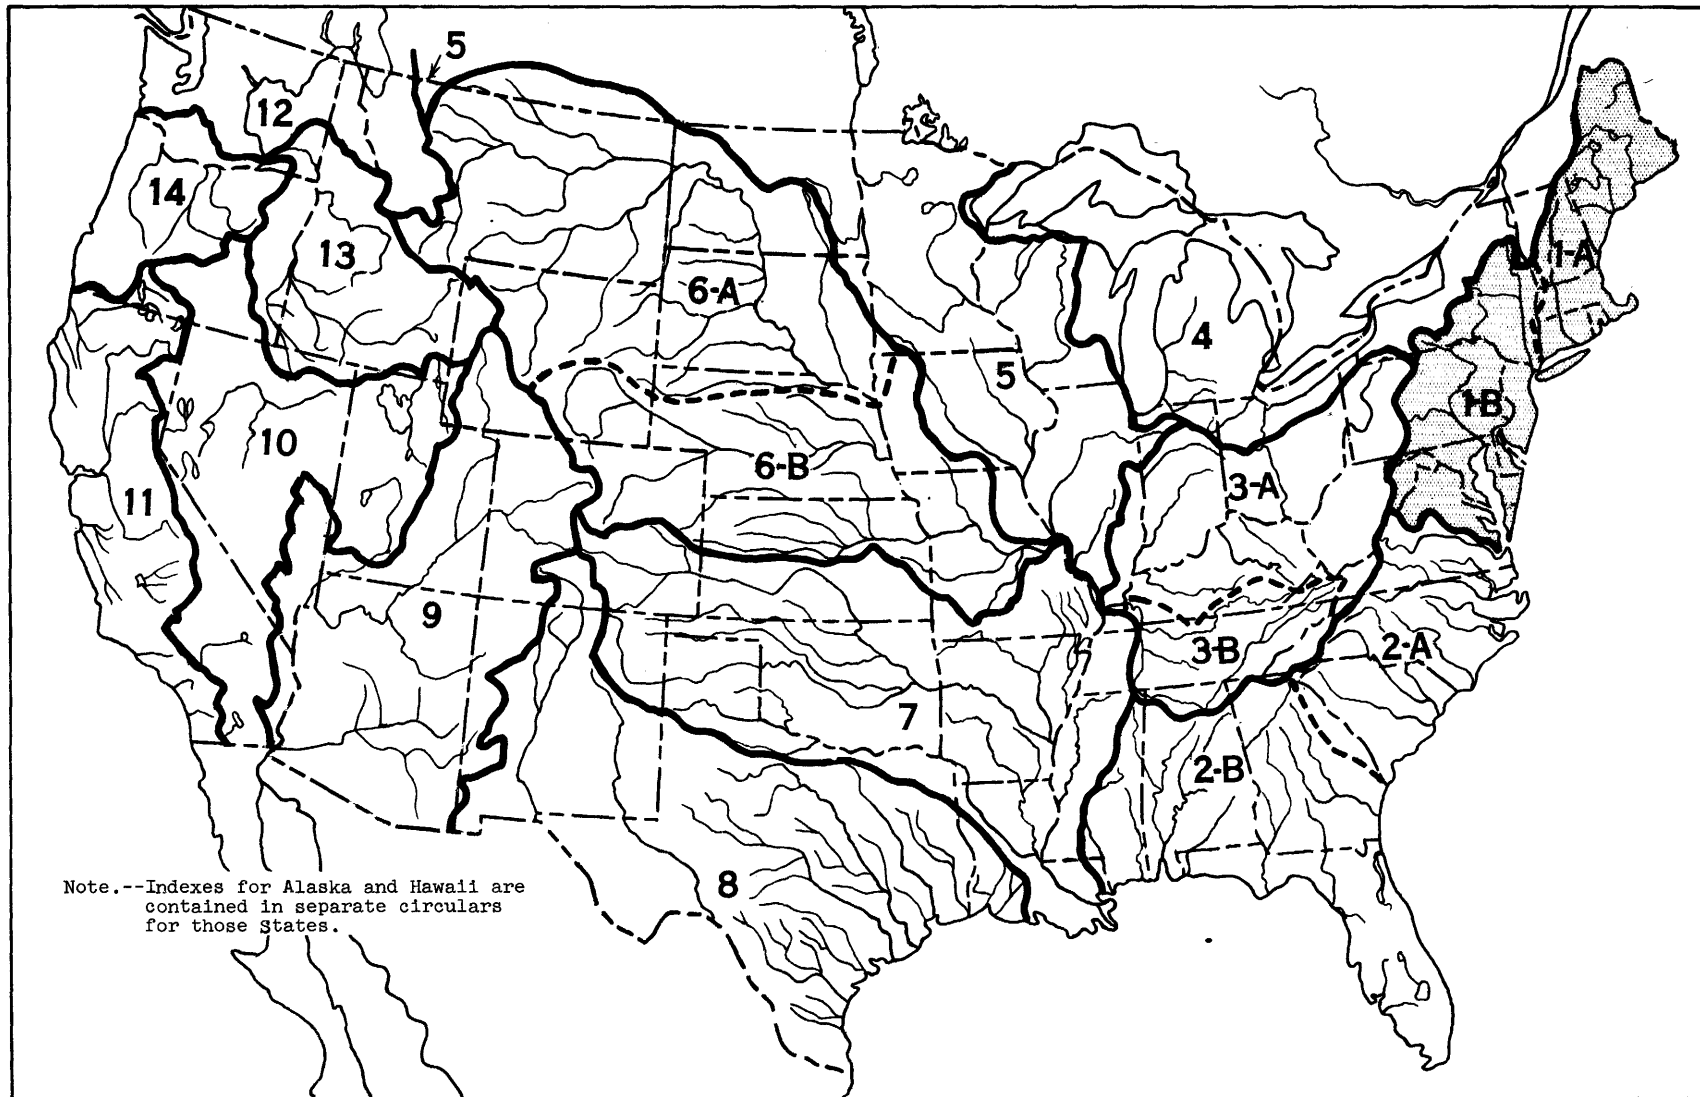 5
12
14
1-A
13
6-A
4
5
1-B
10
6-B
3-A
11
9
3-B
2-A
7
2-B
8
Note.--Indexes for Alaska and Hawaii are
contained in separate circulars
for those States.